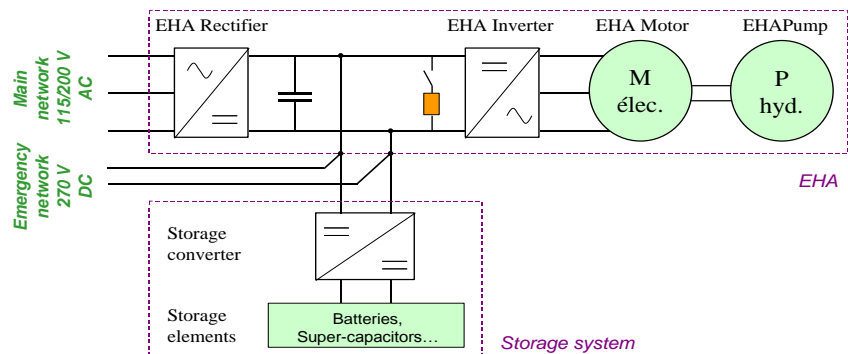 EHA Rectifier
EHA Inverter
EHA Motor
EHAPump
Main
network
115/200 V
AC
M
élec.
P
hyd.
Emergency
network
270 V
DC
EHA
Storage
converter
Storage
elements
Batteries,
Super-capacitors…
Storage system